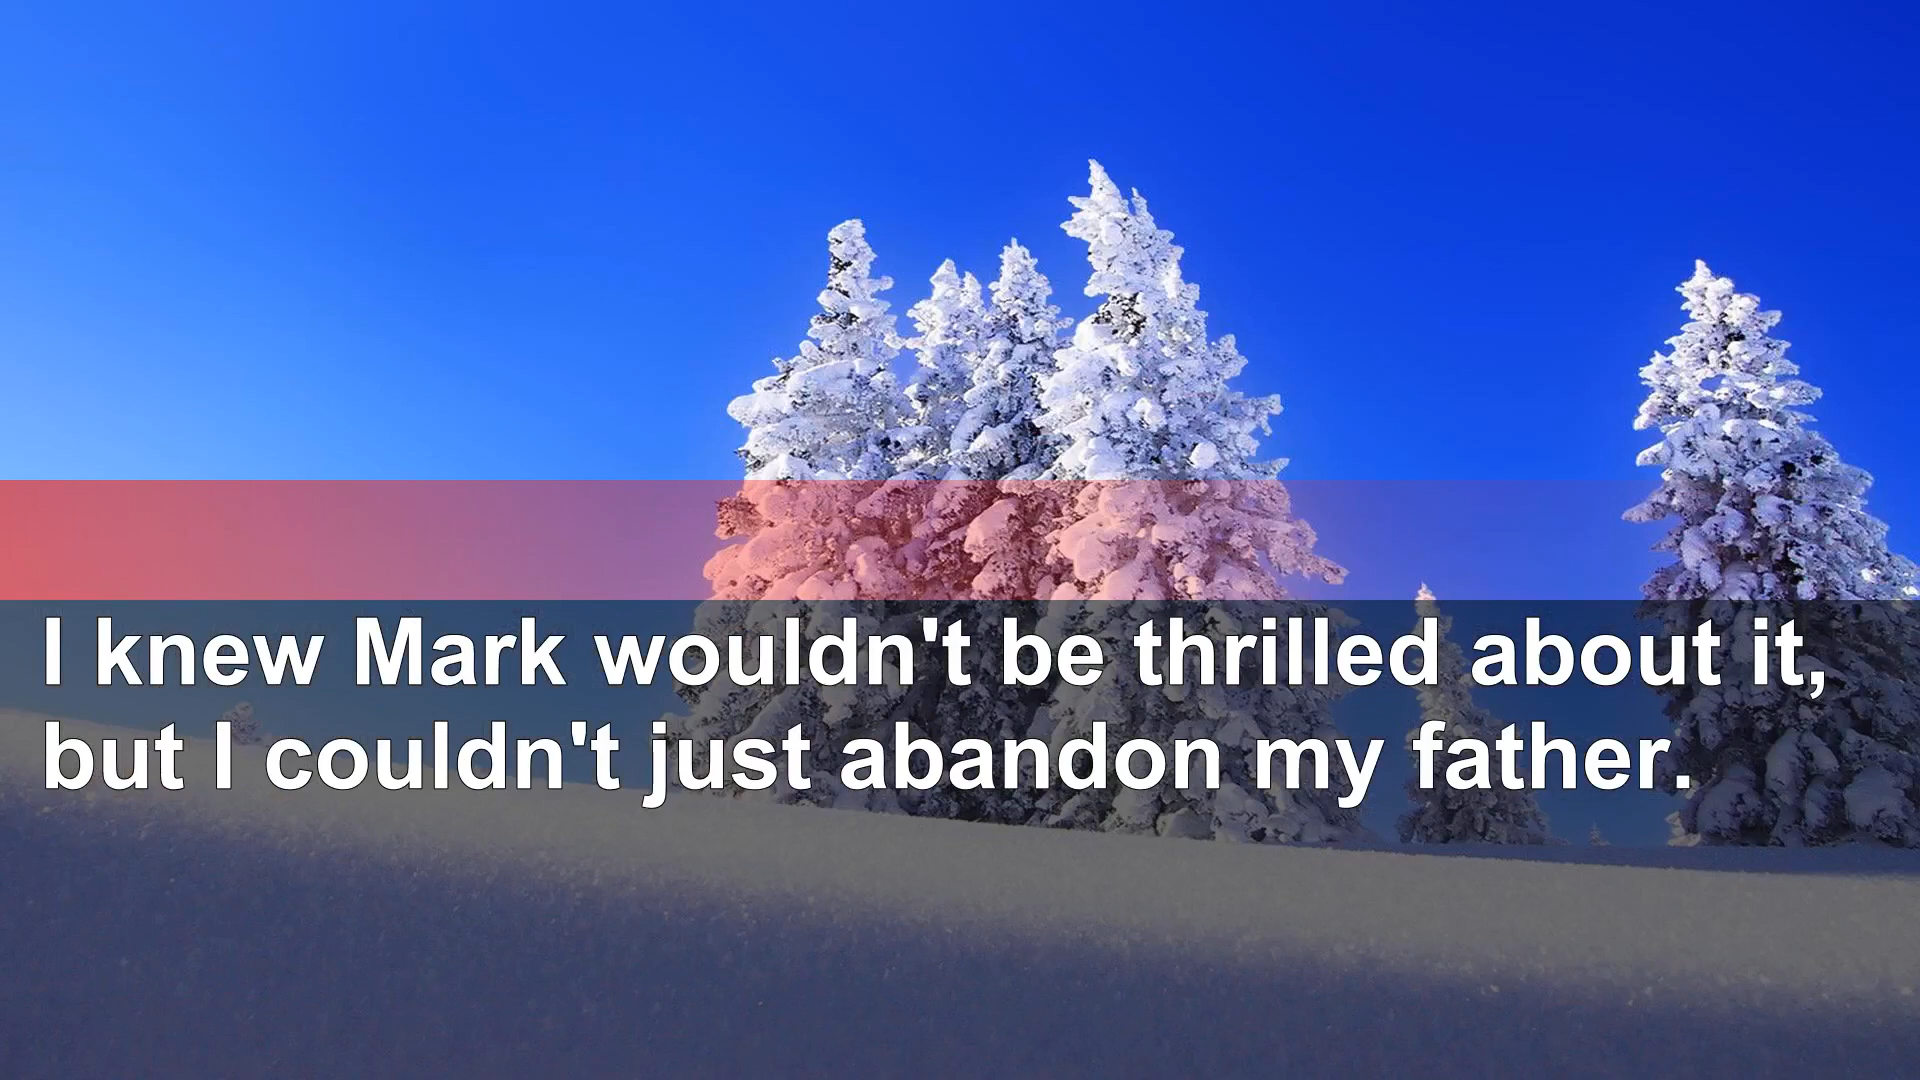 I knew Mark wouldn't be thrilled about it,
but I couldn't just abandon my father.